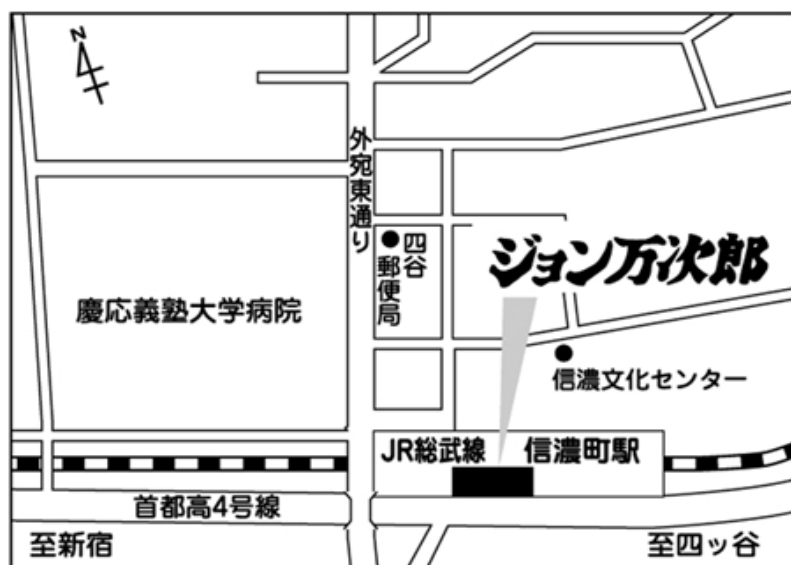 N
外宛東通り
四谷
郵便局
ジョン万次郎
慶応義塾大学病院
信濃文化センター
JR総武線 信濃町駅
首都高4号線
至新宿
至四ッ谷